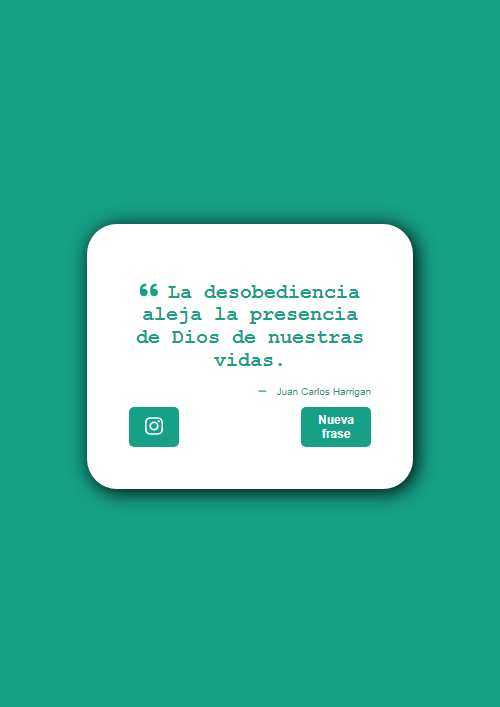 ❝ La desobediencia
aleja la presencia
de Dios de nuestras
vidas.
— Juan Carlos Harrigan
Nueva
frase